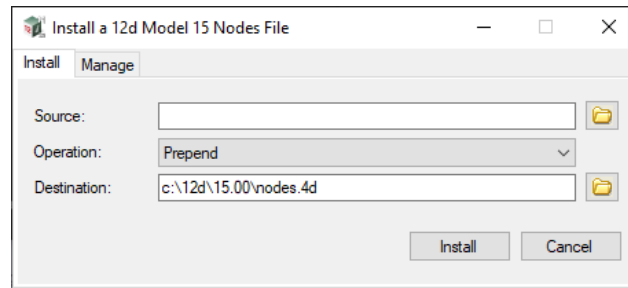 Install a 12d Model 15 Nodes File
Install Manage
Source:
Operation: Prepend
Destination: c:\12d\15.00\nodes.4d
Install Cancel